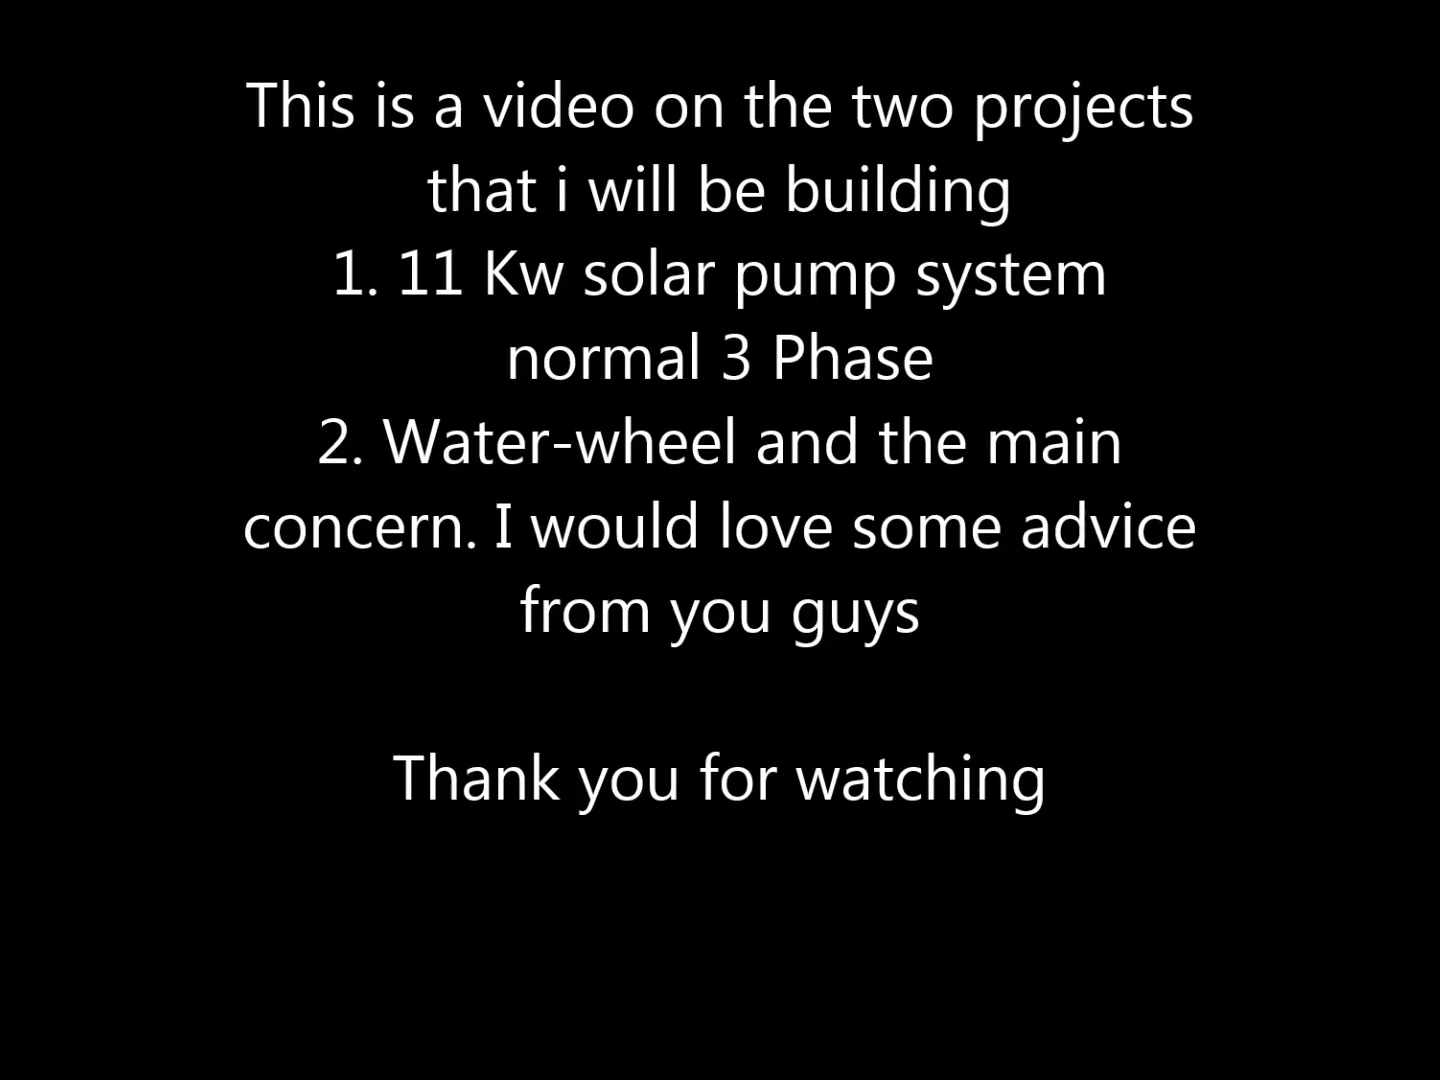 This is a video on the two projects
that i will be building
1. 11 Kw solar pump system
normal 3 Phase
2. Water-wheel and the main
concern. I would love some advice
from you guys
Thank you for watching